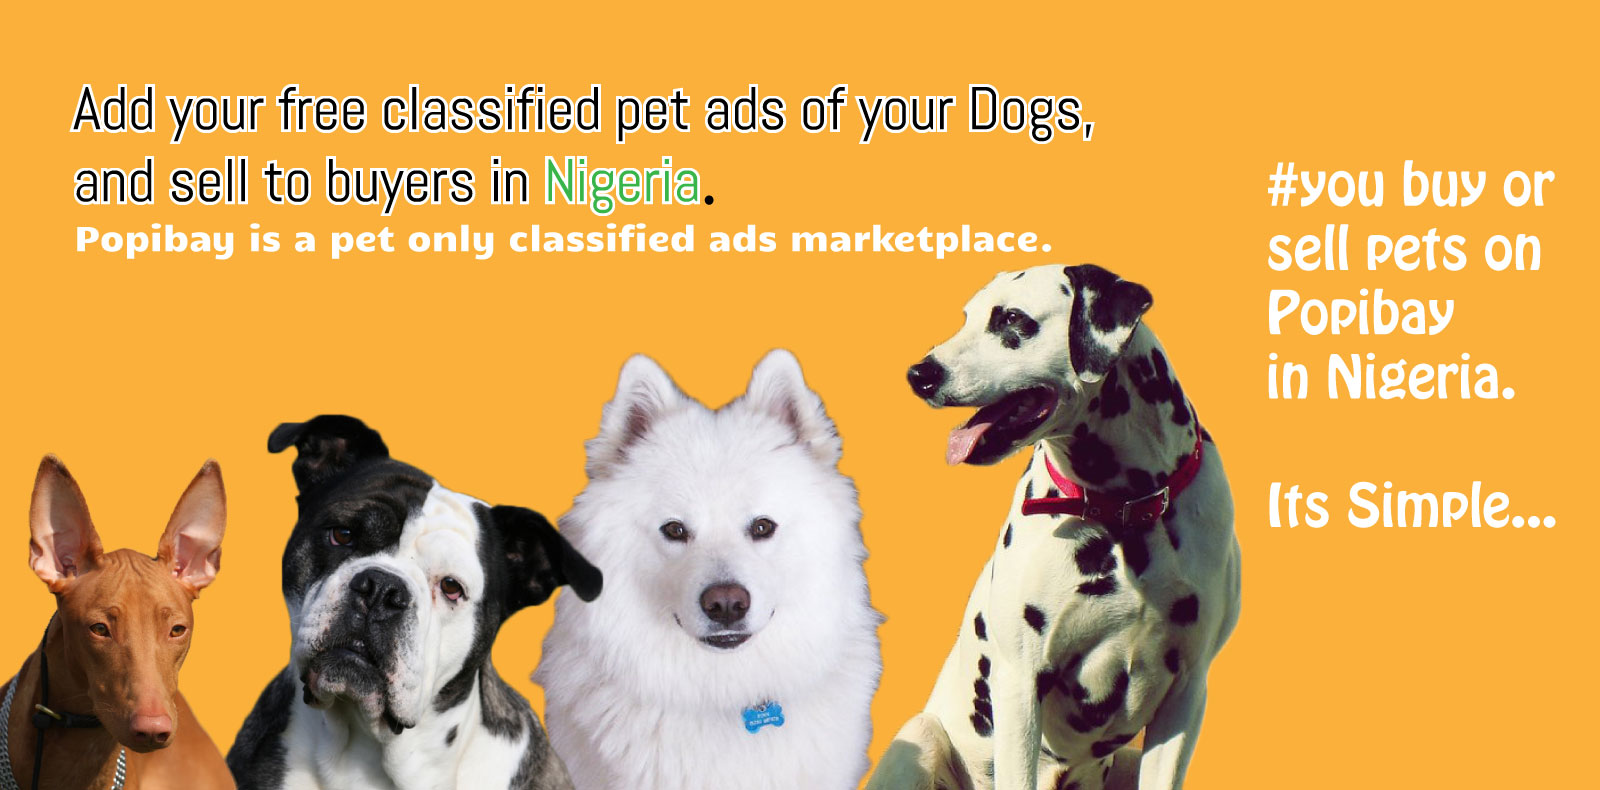 Add your free classified pet ads of your Dogs,
and sell to buyers in Nigeria.
Popibay is a pet only classified ads marketplace.
#you buy or
sell pets on
Popibay
in Nigeria.
Its Simple...